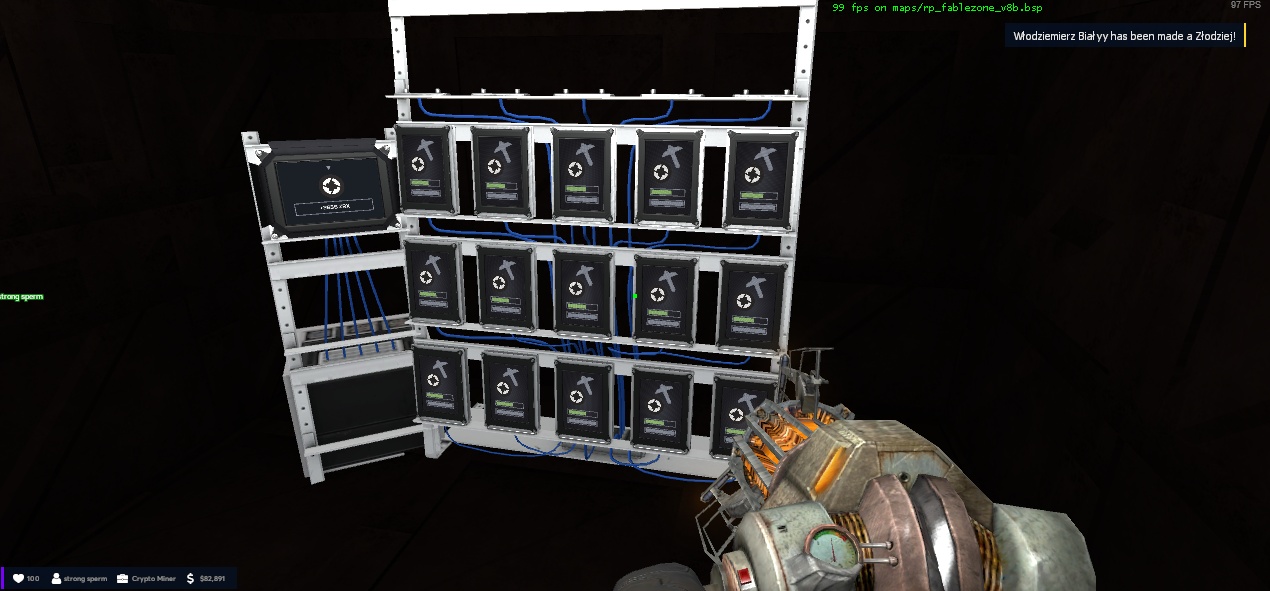 99 fps on maps/rp_fablezone_v8b.bsp
97 FPS
Włodziemierz Białyy has been made a Złodziej!
strong sperm
100 strong sperm Crypto Miner $82,891